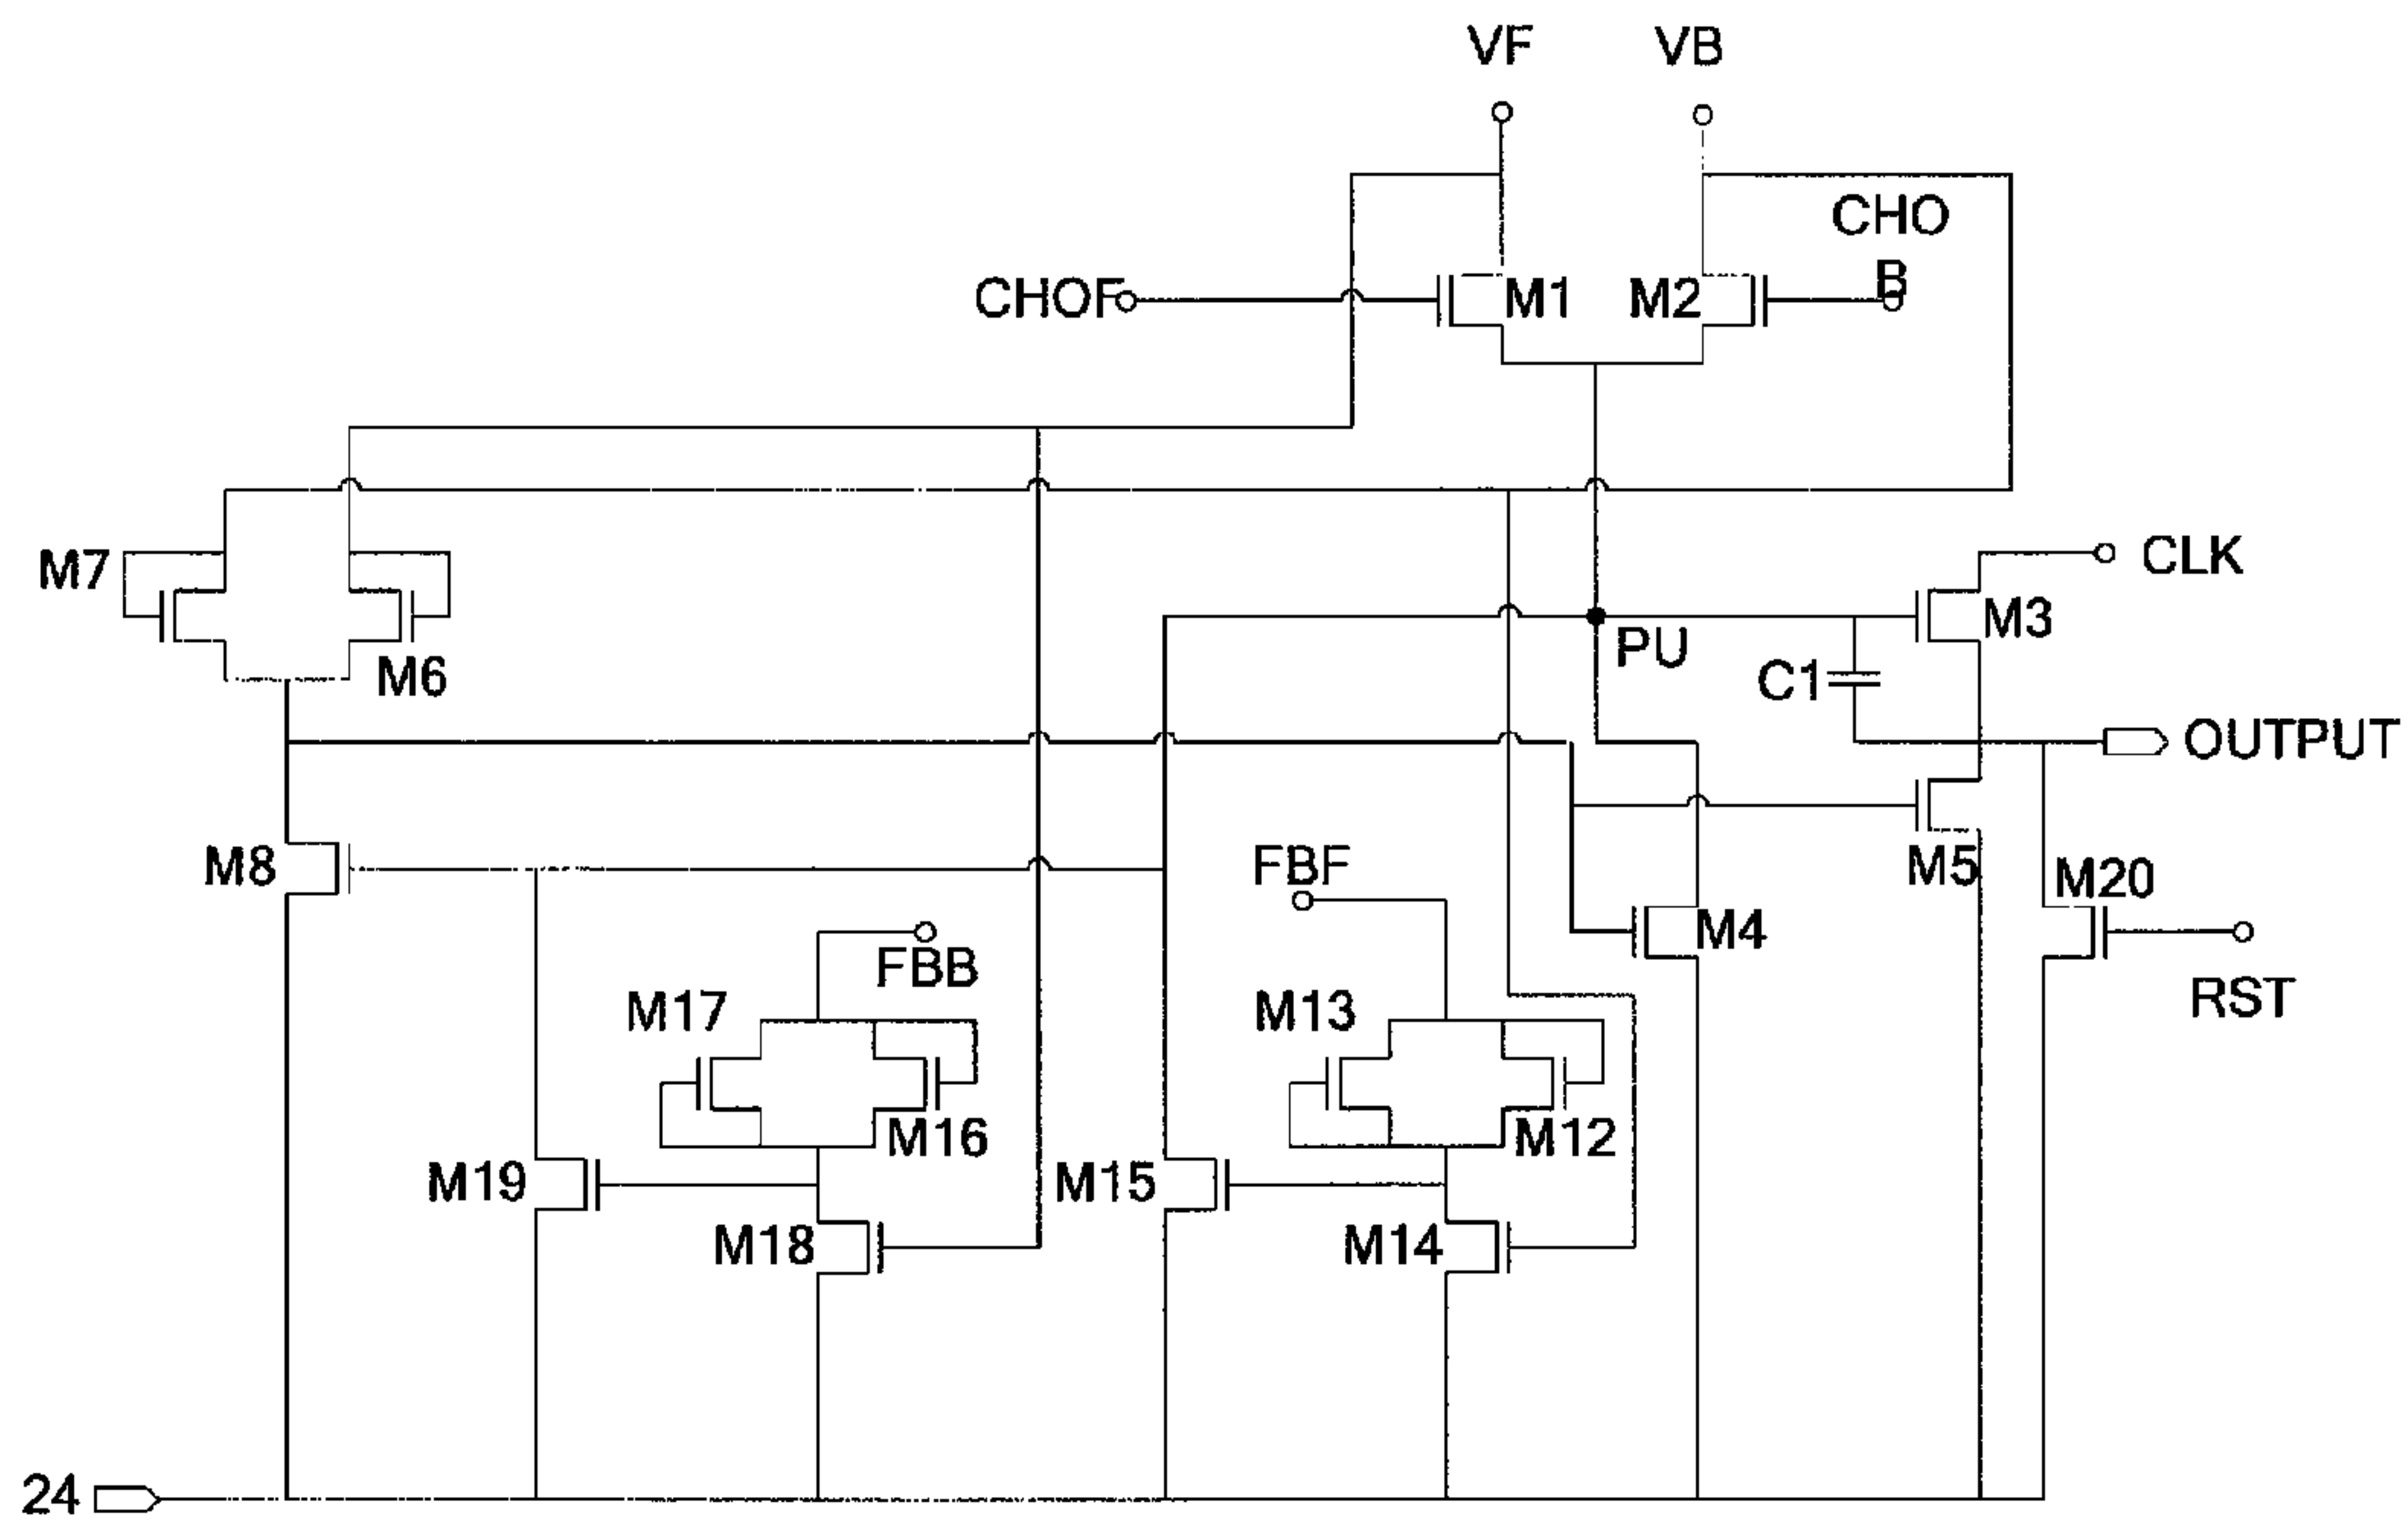 VF
VB
CHO
B
CHOF
M1
M2
M7
CLK
M3
M6
PU
C1
OUTPUT
M8
FBF
M5
M20
M4
FBB
M17
M13
RST
M16
M12
M19
M15
M18
M14
24